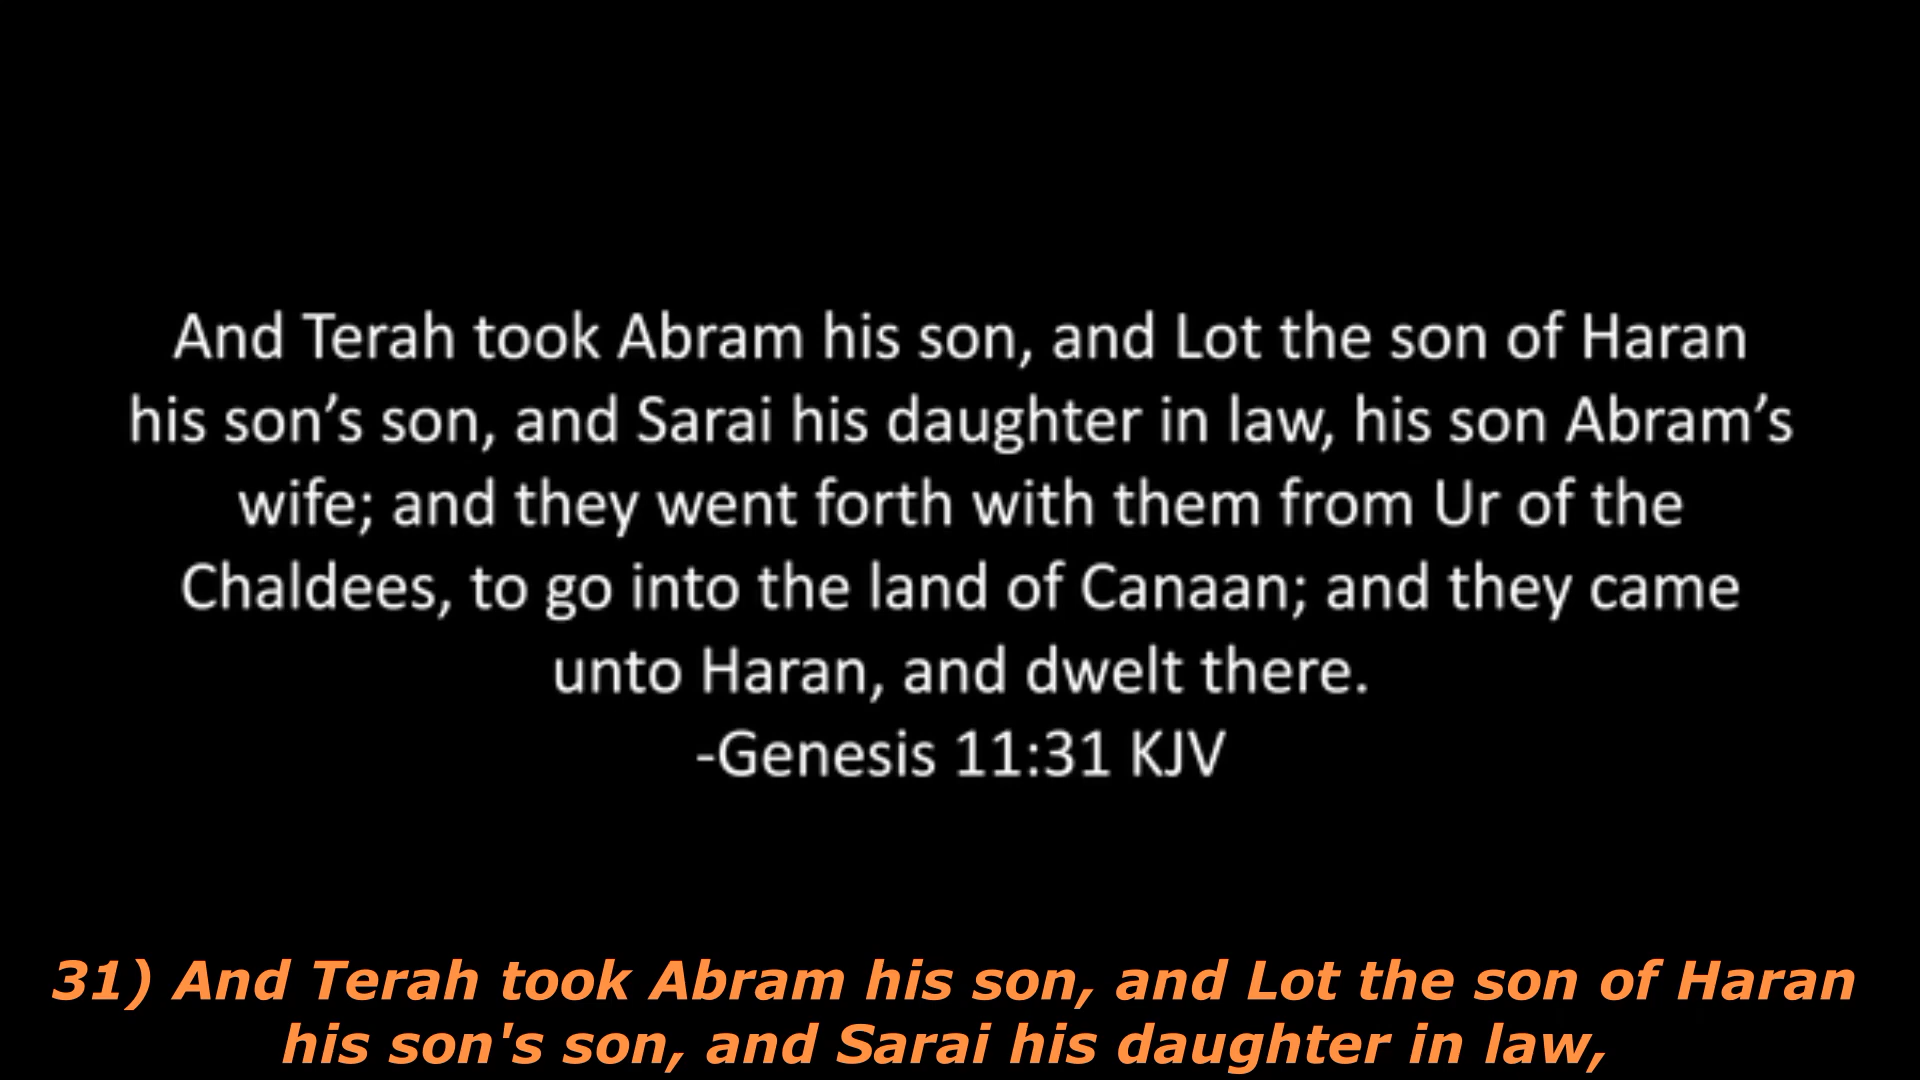 And Terah took Abram his son, and Lot the son of Haran
his son’s son, and Sarai his daughter in law, his son Abram’s
wife; and they went forth with them from Ur of the
Chaldees, to go into the land of Canaan; and they came
unto Haran, and dwelt there.
-Genesis 11:31 KJV
31) And Terah took Abram his son, and Lot the son of Haran
his son's son, and Sarai his daughter in law,